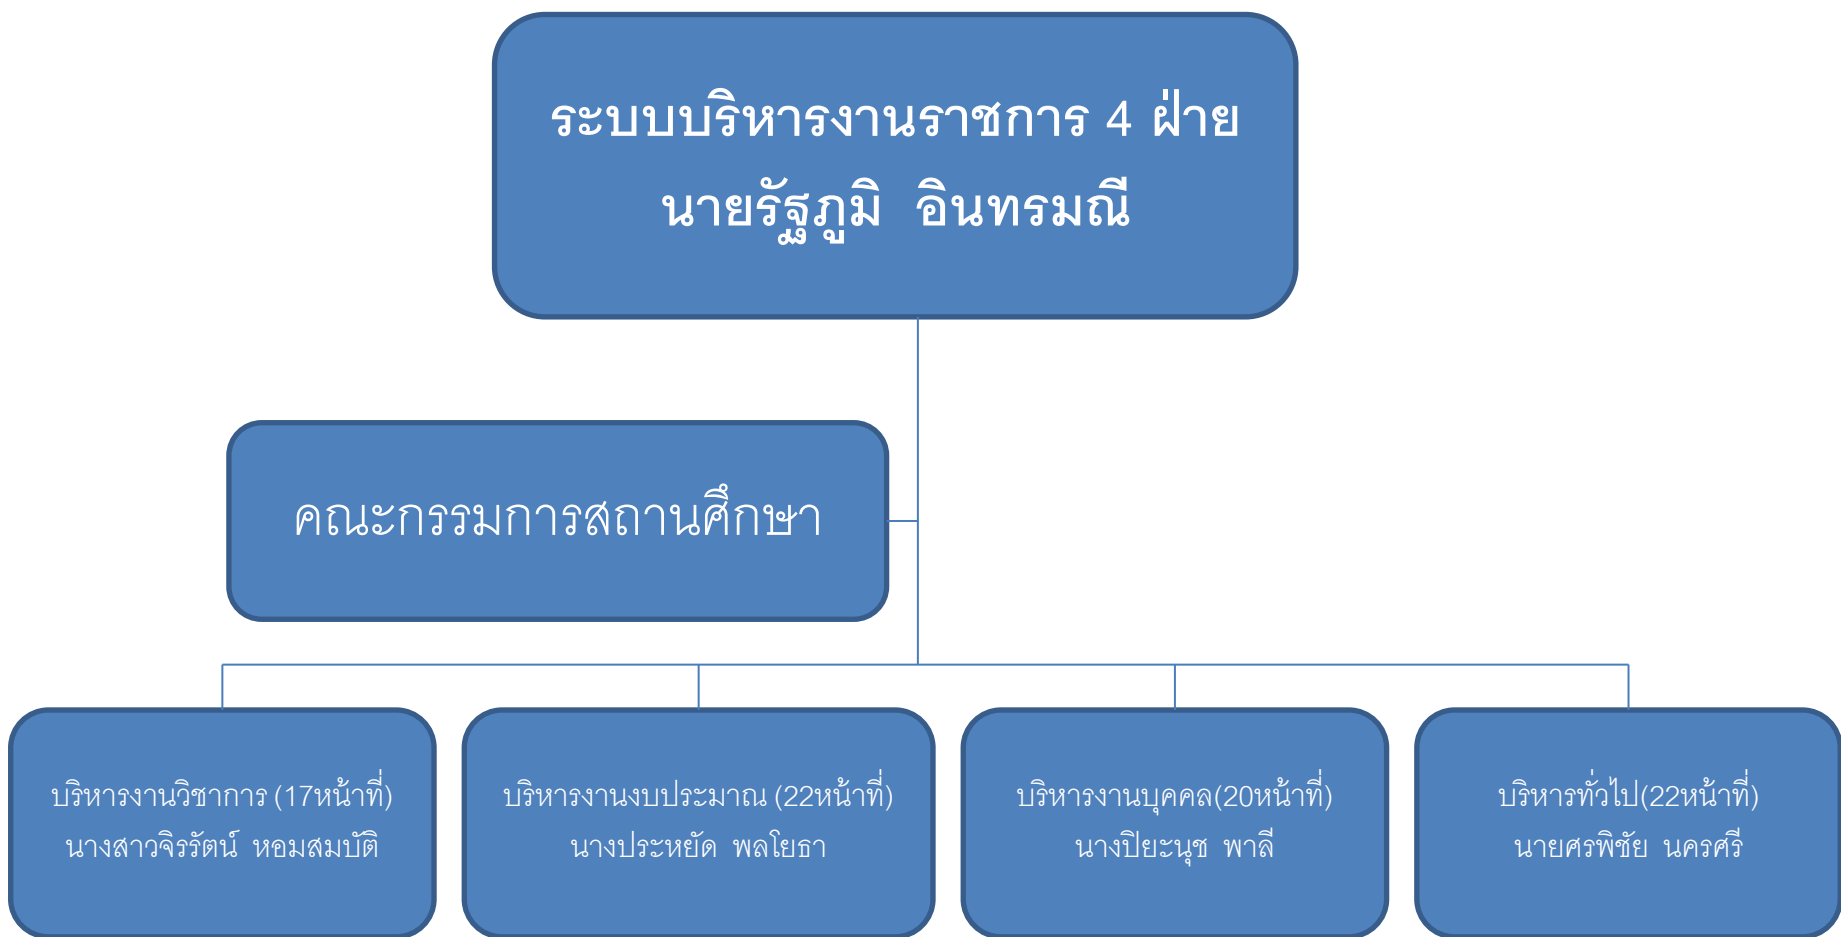 ระบบบริหารงานราชการ 4 ฝ่าย
นายรัฐภูมิ  อินทรมณี
คณะกรรมการสถานศึกษา
บริหารงานวิชาการ (17หน้าที่)
นางสาวจิรรัตน์  หอมสมบัติ
บริหารงานงบประมาณ (22หน้าที่)
นางประหยัด  พลโยธา
บริหารงานบุคคล(20หน้าที่)
นางปิยะนุช  พาลี
บริหารทั่วไป(22หน้าที่)
นายศรพิชัย  นครศรี